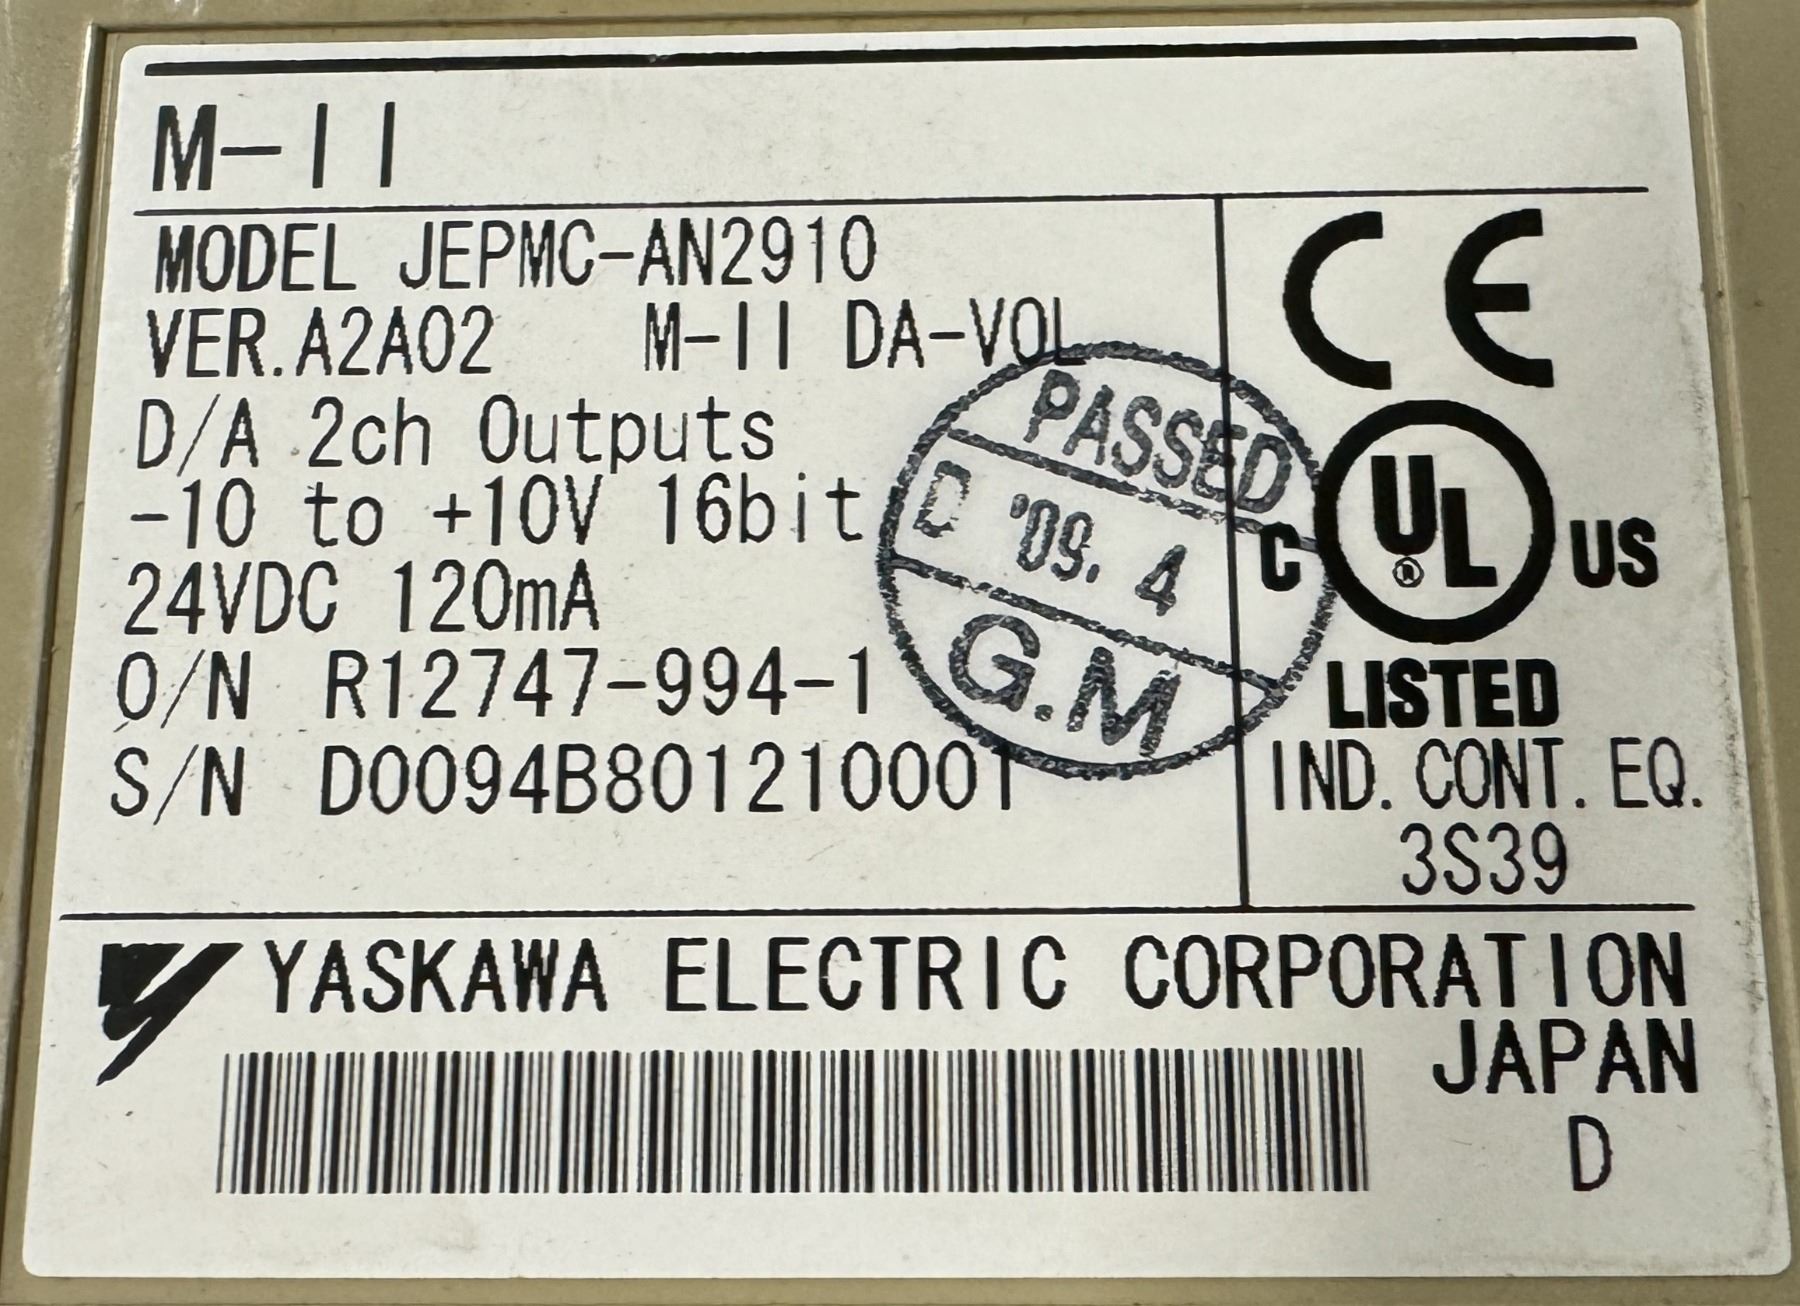 M-II
MODEL JEPMC-AN2910
VER.A2A02 M-II DA-VOL
D/A 2ch Outputs
-10 to +10V 16bit
24VDC 120mA
O/N R12747-994-1
S/N D0094B801210001
PASSED
D '09. 4
G.M
CE
C UL® US
LISTED
IND. CONT. EQ.
3S39
YASKAWA ELECTRIC CORPORATION
JAPAN
D